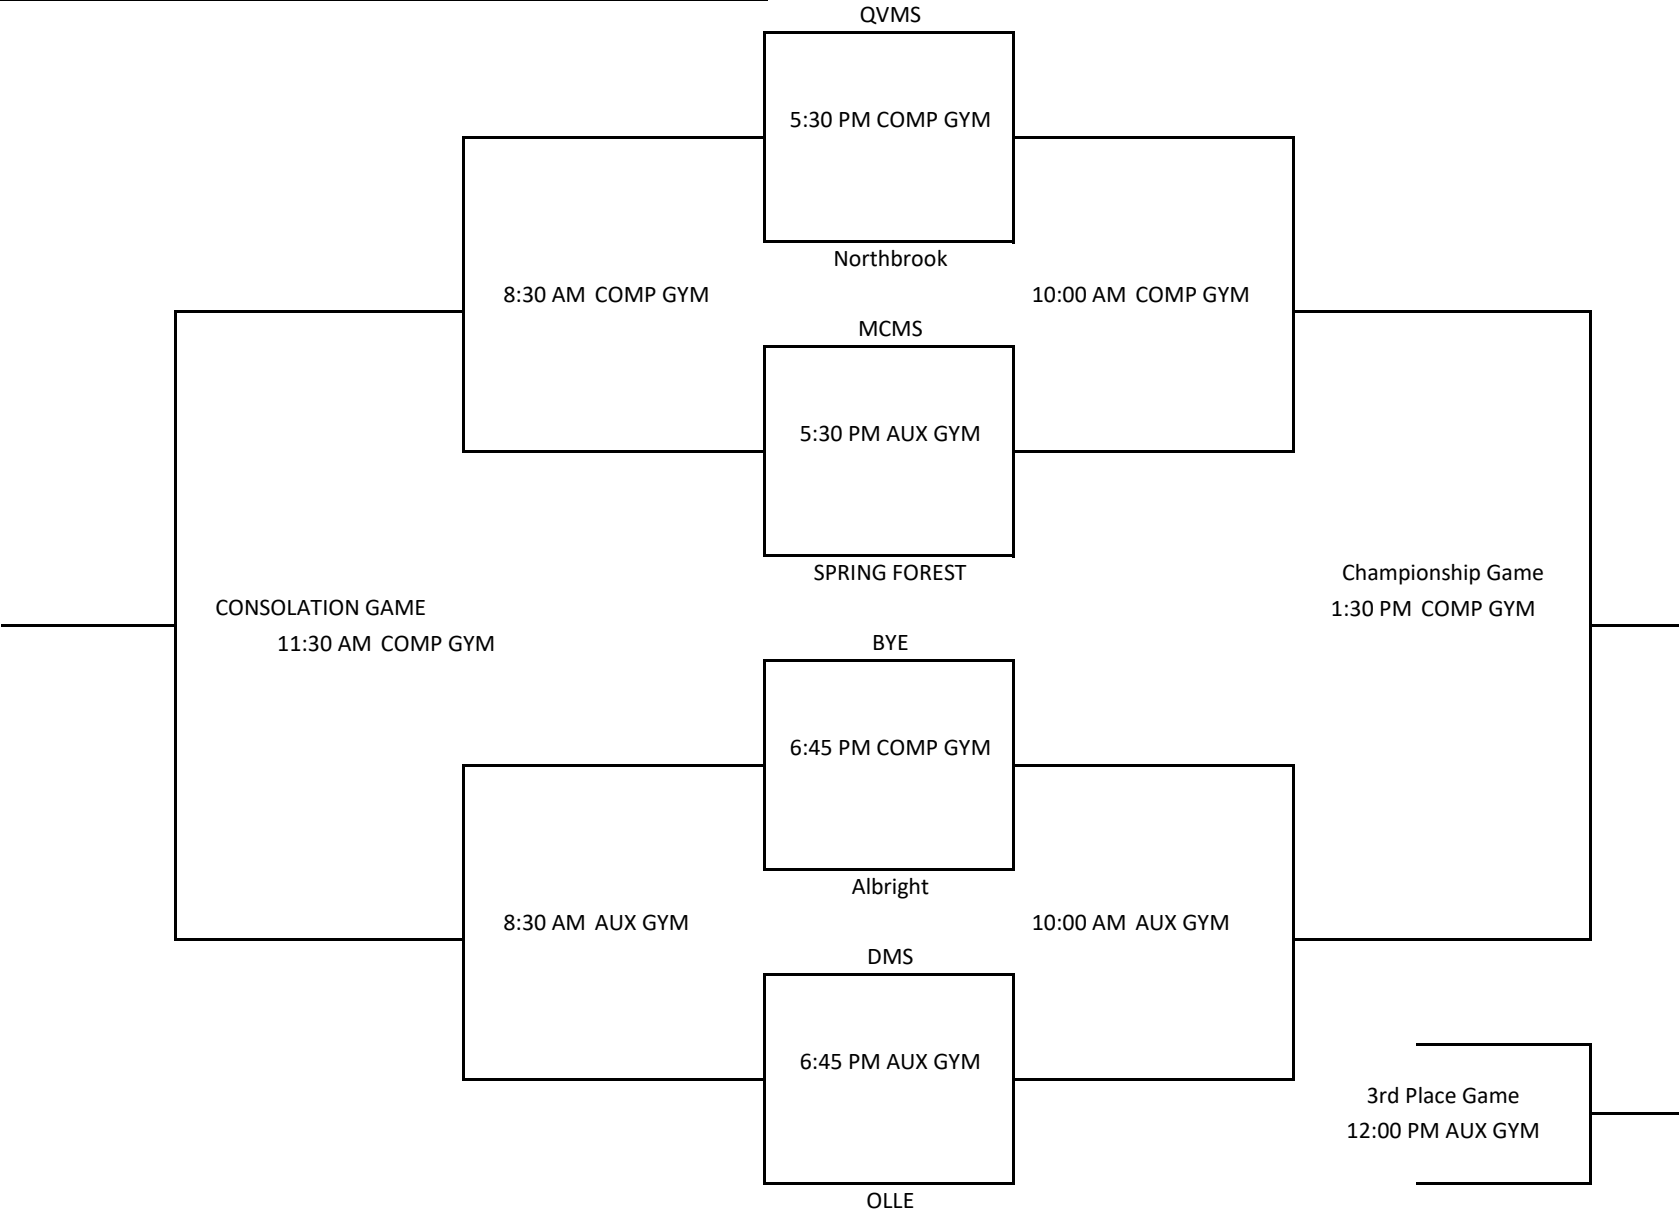 QVMS
5:30 PM COMP GYM
Northbrook
8:30 AM COMP GYM
10:00 AM COMP GYM
MCMS
5:30 PM AUX GYM
SPRING FOREST
Championship Game
1:30 PM COMP GYM
CONSOLATION GAME
11:30 AM COMP GYM
BYE
6:45 PM COMP GYM
Albright
8:30 AM AUX GYM
10:00 AM AUX GYM
DMS
6:45 PM AUX GYM
3rd Place Game
12:00 PM AUX GYM
OLLE